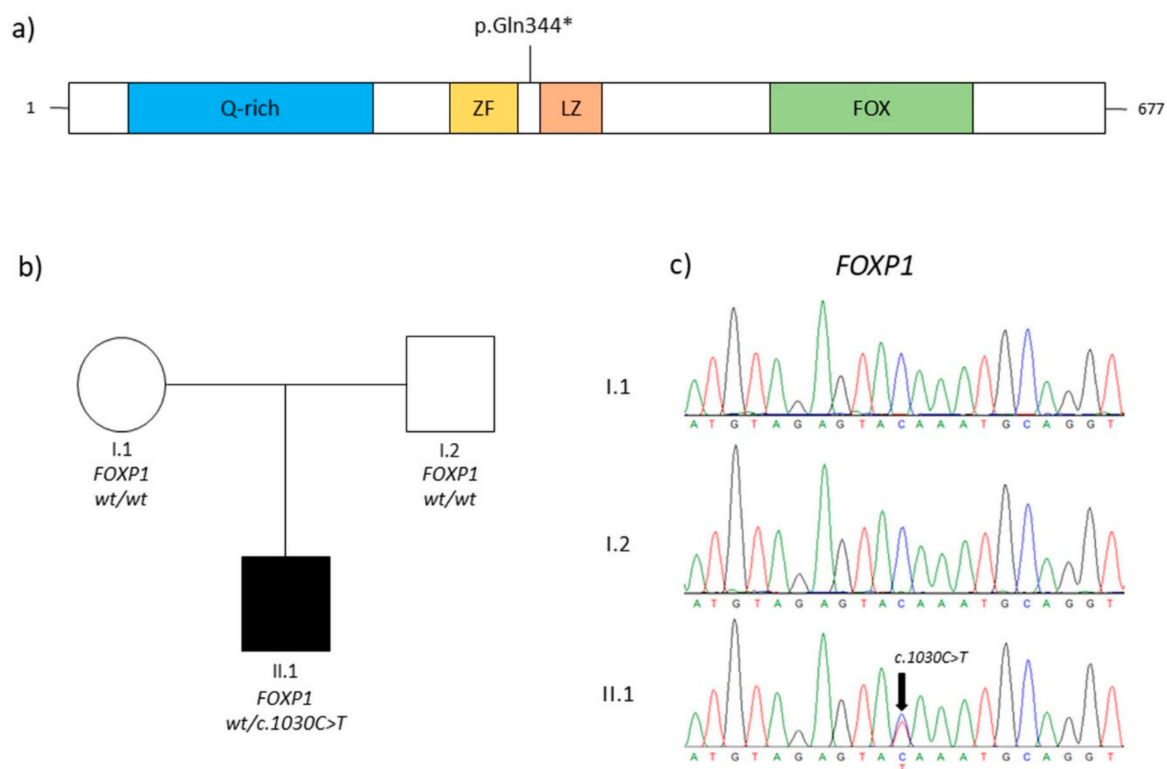 a)
p.Gln344*
1
Q-rich
ZF
LZ
FOX
677
b)
I.1
FOXP1
wt/wt
I.2
FOXP1
wt/wt
II.1
FOXP1
wt/c.1030C>T
c)
FOXP1
I.1
A T G T A G A G T A C A A A T G C A G G T
I.2
A T G T A G A G T A C A A A T G C A G G T
II.1
c.1030C>T
A T G T A G A G T A C A A A T G C A G G T
T